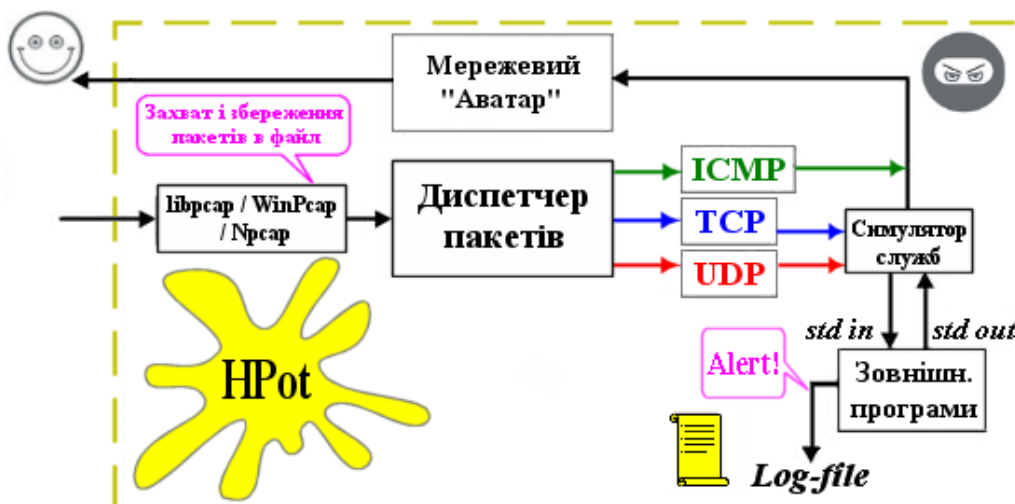 Мережевий
"Аватар"
Захват і збереження
пакетів в файл
libpcap / WinPcap
/ Npcap
Диспетчер
пакетів
ICMP
TCP
UDP
Симулятор
служб
HPot
std in
std out
Alert!
Зовнішн.
програми
Log-file